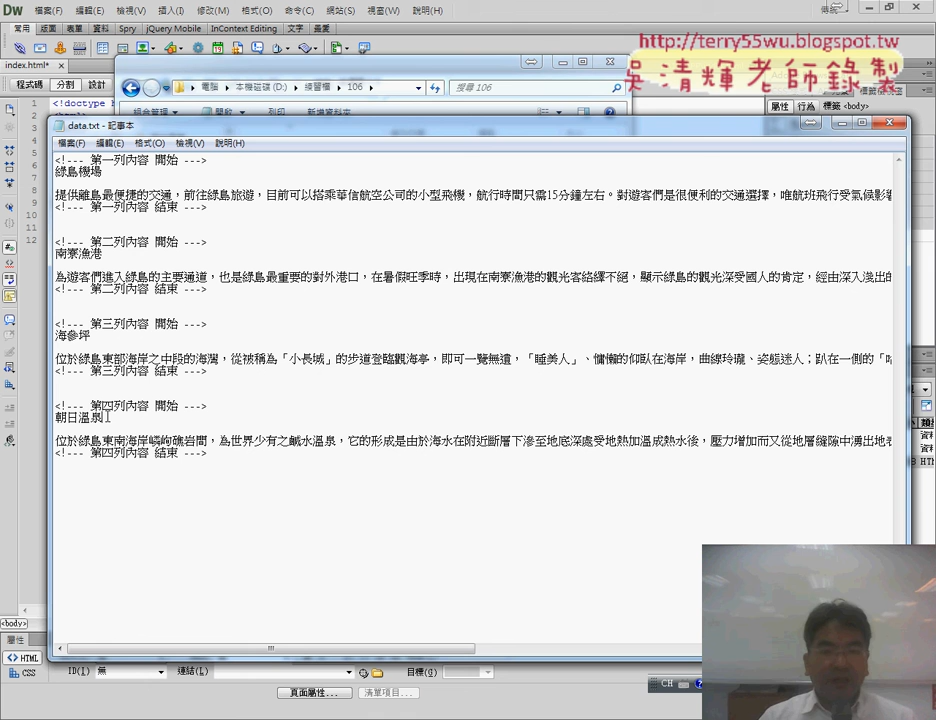 Dw 檔案(F) 編輯(E) 檢視(V) 插入(I) 修改(M) 格式(O) 命令(C) 網站(S) 視窗(W) 說明(H)
常用 版面 表單 資料 Spry jQuery Mobile InContext Editing 文字 最愛
http://terry55wu.blogspot.tw
吳清輝老師錄製
index.html*
程式碼 分割 設計
電腦 本機磁碟 (D:) 練習檔 106
搜尋 106
屬性 行為 標籤 <body>
1 <!doctype h
2
3
4
5
6
7
8
9
10
11
12
data.txt - 記事本
檔案(F) 編輯(E) 格式(O) 檢視(V) 說明(H)
<!--- 第一列內容 開始 --->
綠島機場
提供離島最便捷的交通，前往綠島旅遊，目前可以搭乘華信航空公司的小型飛機，航行時間只需15分鐘左右。對遊客們是很便利的交通選擇，唯航班飛行受氣候影
<!--- 第一列內容 結束 --->
<!--- 第二列內容 開始 --->
南寮漁港
為遊客們進入綠島的主要通道，也是綠島最重要的對外港口，在暑假旺季時，出現在南寮漁港的觀光客絡繹不絕，顯示綠島的觀光深受國人的肯定，經由深入淺出的
<!--- 第二列內容 結束 --->
<!--- 第三列內容 開始 --->
海參坪
位於綠島東部海岸之中段的海灣，從被稱為「小長城」的步道登臨觀海亭，即可一覽無遺，「睡美人」、慵懶的仰臥在海岸，曲線玲瓏、姿態迷人；趴在一側的「哈
<!--- 第三列內容 結束 --->
<!--- 第四列內容 開始 --->
朝日溫泉
位於綠島東南海岸嶙峋礁岩間，為世界少有之鹹水溫泉，它的形成是由於海水在附近斷層下滲至地底深處受地熱加溫成熱水後，壓力增加而又從地層縫隙中湧出地表
<!--- 第四列內容 結束 --->
<body>
屬性
HTML ID(I) 無 連結(L) 目標(G)
CSS
頁面屬性... 清單項目...
CH